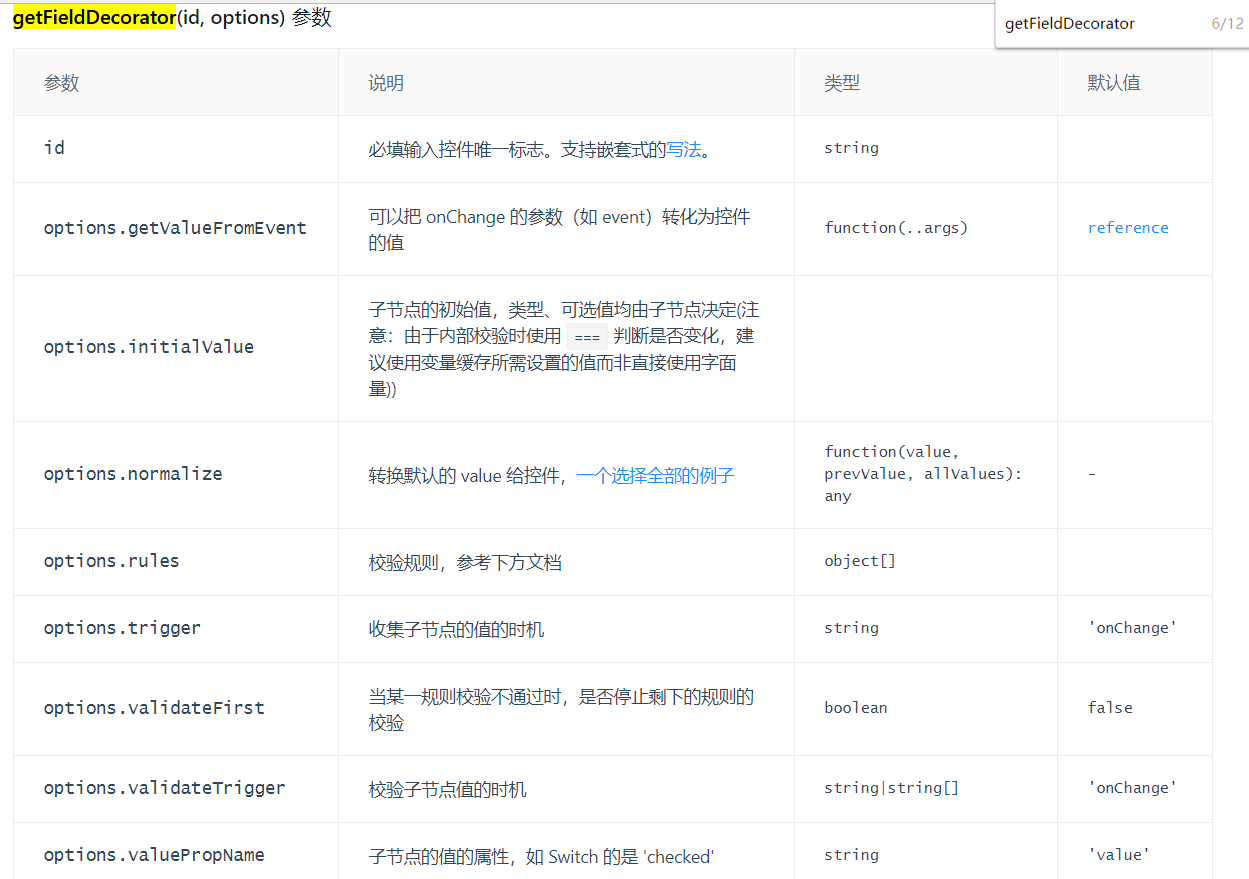 getFieldDecorator(id, options) 参数
getFieldDecorator 6/12
参数 说明 类型 默认值
id 必填输入控件唯一标志。支持嵌套式的写法。 string
options.getValueFromEvent 可以把 onChange 的参数（如 event）转化为控件
的值 function(..args) reference
options.initialValue 子节点的初始值，类型、可选值均由子节点决定(注
意：由于内部校验时使用 === 判断是否变化，建
议使用变量缓存所需设置的值而非直接使用字面
量))
options.normalize 转换默认的 value 给控件，一个选择全部的例子 function(value,
prevValue, allValues):
any -
options.rules 校验规则，参考下方文档 object[]
options.trigger 收集子节点的值的时机 string 'onChange'
options.validateFirst 当某一规则校验不通过时，是否停止剩下的规则的
校验 boolean false
options.validateTrigger 校验子节点值的时机 string|string[] 'onChange'
options.valuePropName 子节点的值的属性，如 Switch 的是 'checked' string 'value'